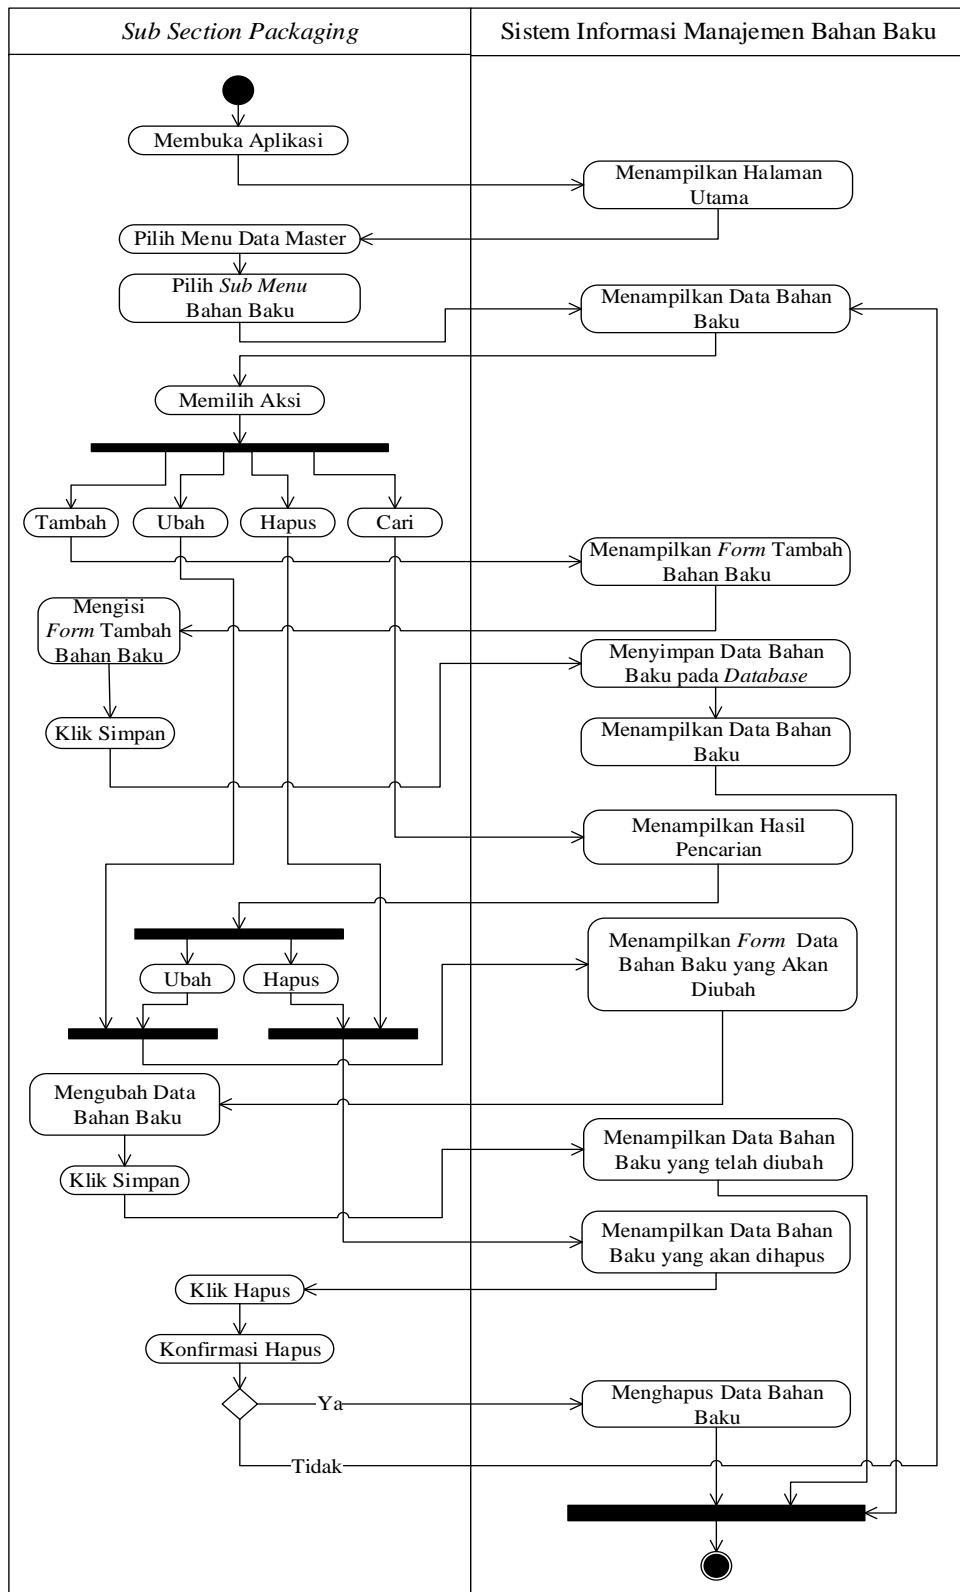 Sub Section Packaging
Sistem Informasi Manajemen Bahan Baku
Membuka Aplikasi
Menampilkan Halaman
Utama
Pilih Menu Data Master
Pilih Sub Menu
Bahan Baku
Menampilkan Data Bahan
Baku
Memilih Aksi
Tambah
Ubah
Hapus
Cari
Menampilkan Form Tambah
Bahan Baku
Mengisi
Form Tambah
Bahan Baku
Menyimpan Data Bahan
Baku pada Database
Klik Simpan
Menampilkan Data Bahan
Baku
Menampilkan Hasil
Pencarian
Menampilkan Form Data
Bahan Baku yang Akan
Diubah
Ubah
Hapus
Mengubah Data
Bahan Baku
Menampilkan Data Bahan
Baku yang telah diubah
Klik Simpan
Menampilkan Data Bahan
Baku yang akan dihapus
Klik Hapus
Konfirmasi Hapus
Ya
Menghapus Data Bahan
Baku
Tidak